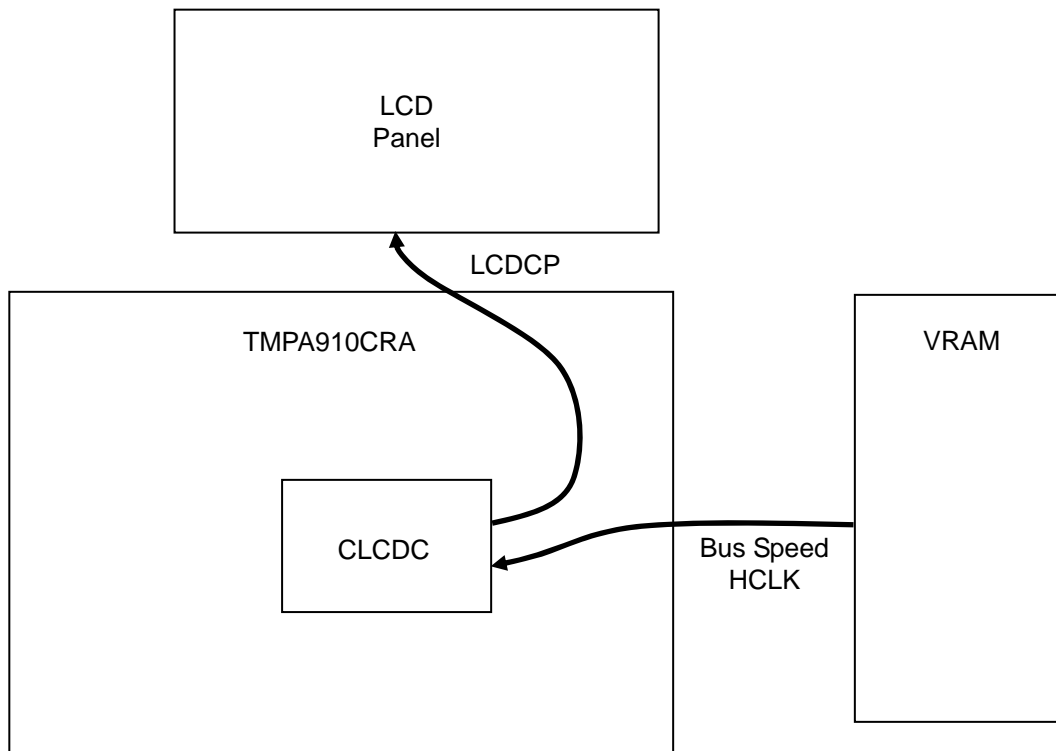 LCD
Panel
LCDCP
TMPA910CRA
VRAM
CLCDC
Bus Speed
HCLK